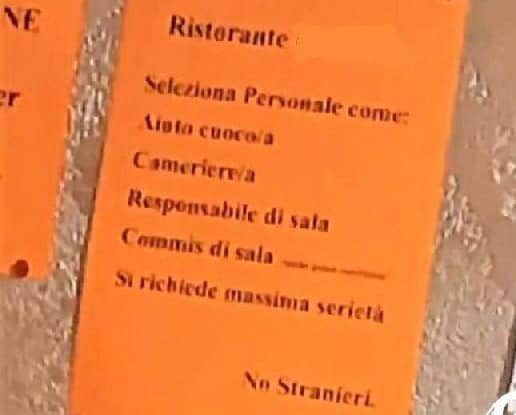 NE
er
Ristorante
Seleziona Personale come:
Aiuto cuoco/a
Cameriere/a
Responsabile di sala
Commis di sala
Si richiede massima serietà
No Stranieri.